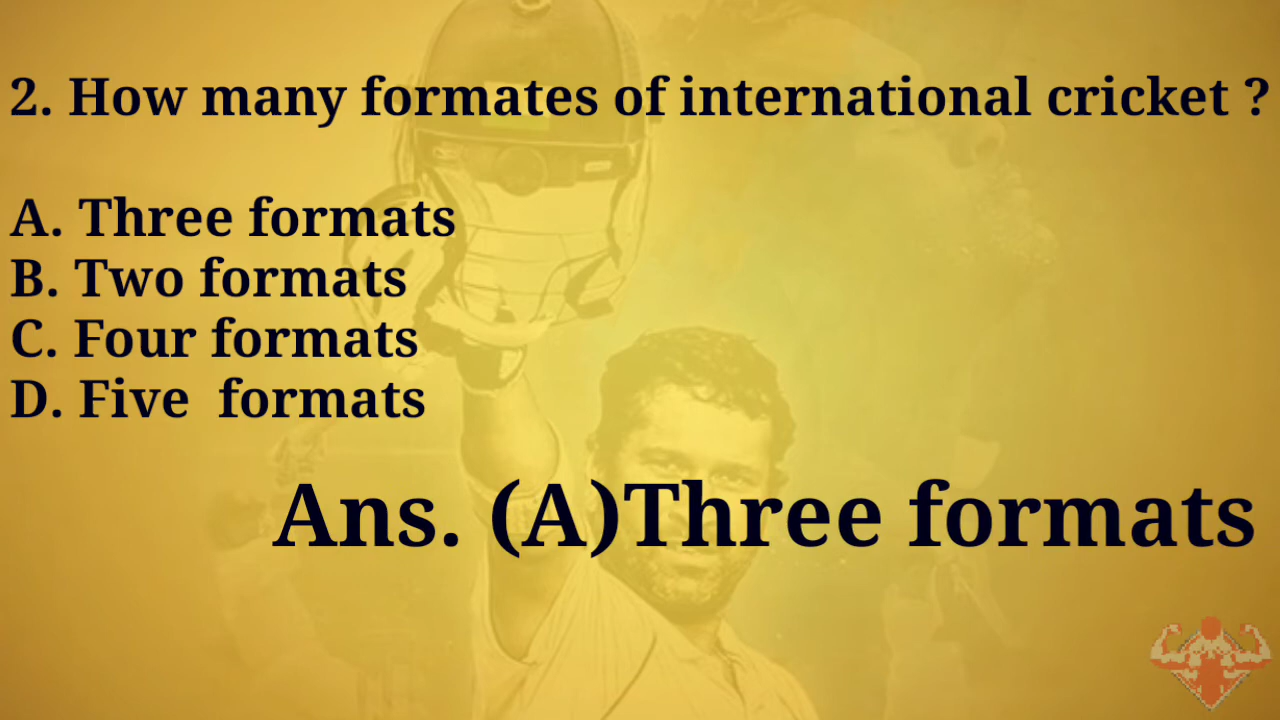 2. How many formates of international cricket ?
A. Three formats
B. Two formats
C. Four formats
D. Five  formats
Ans. (A)Three formats